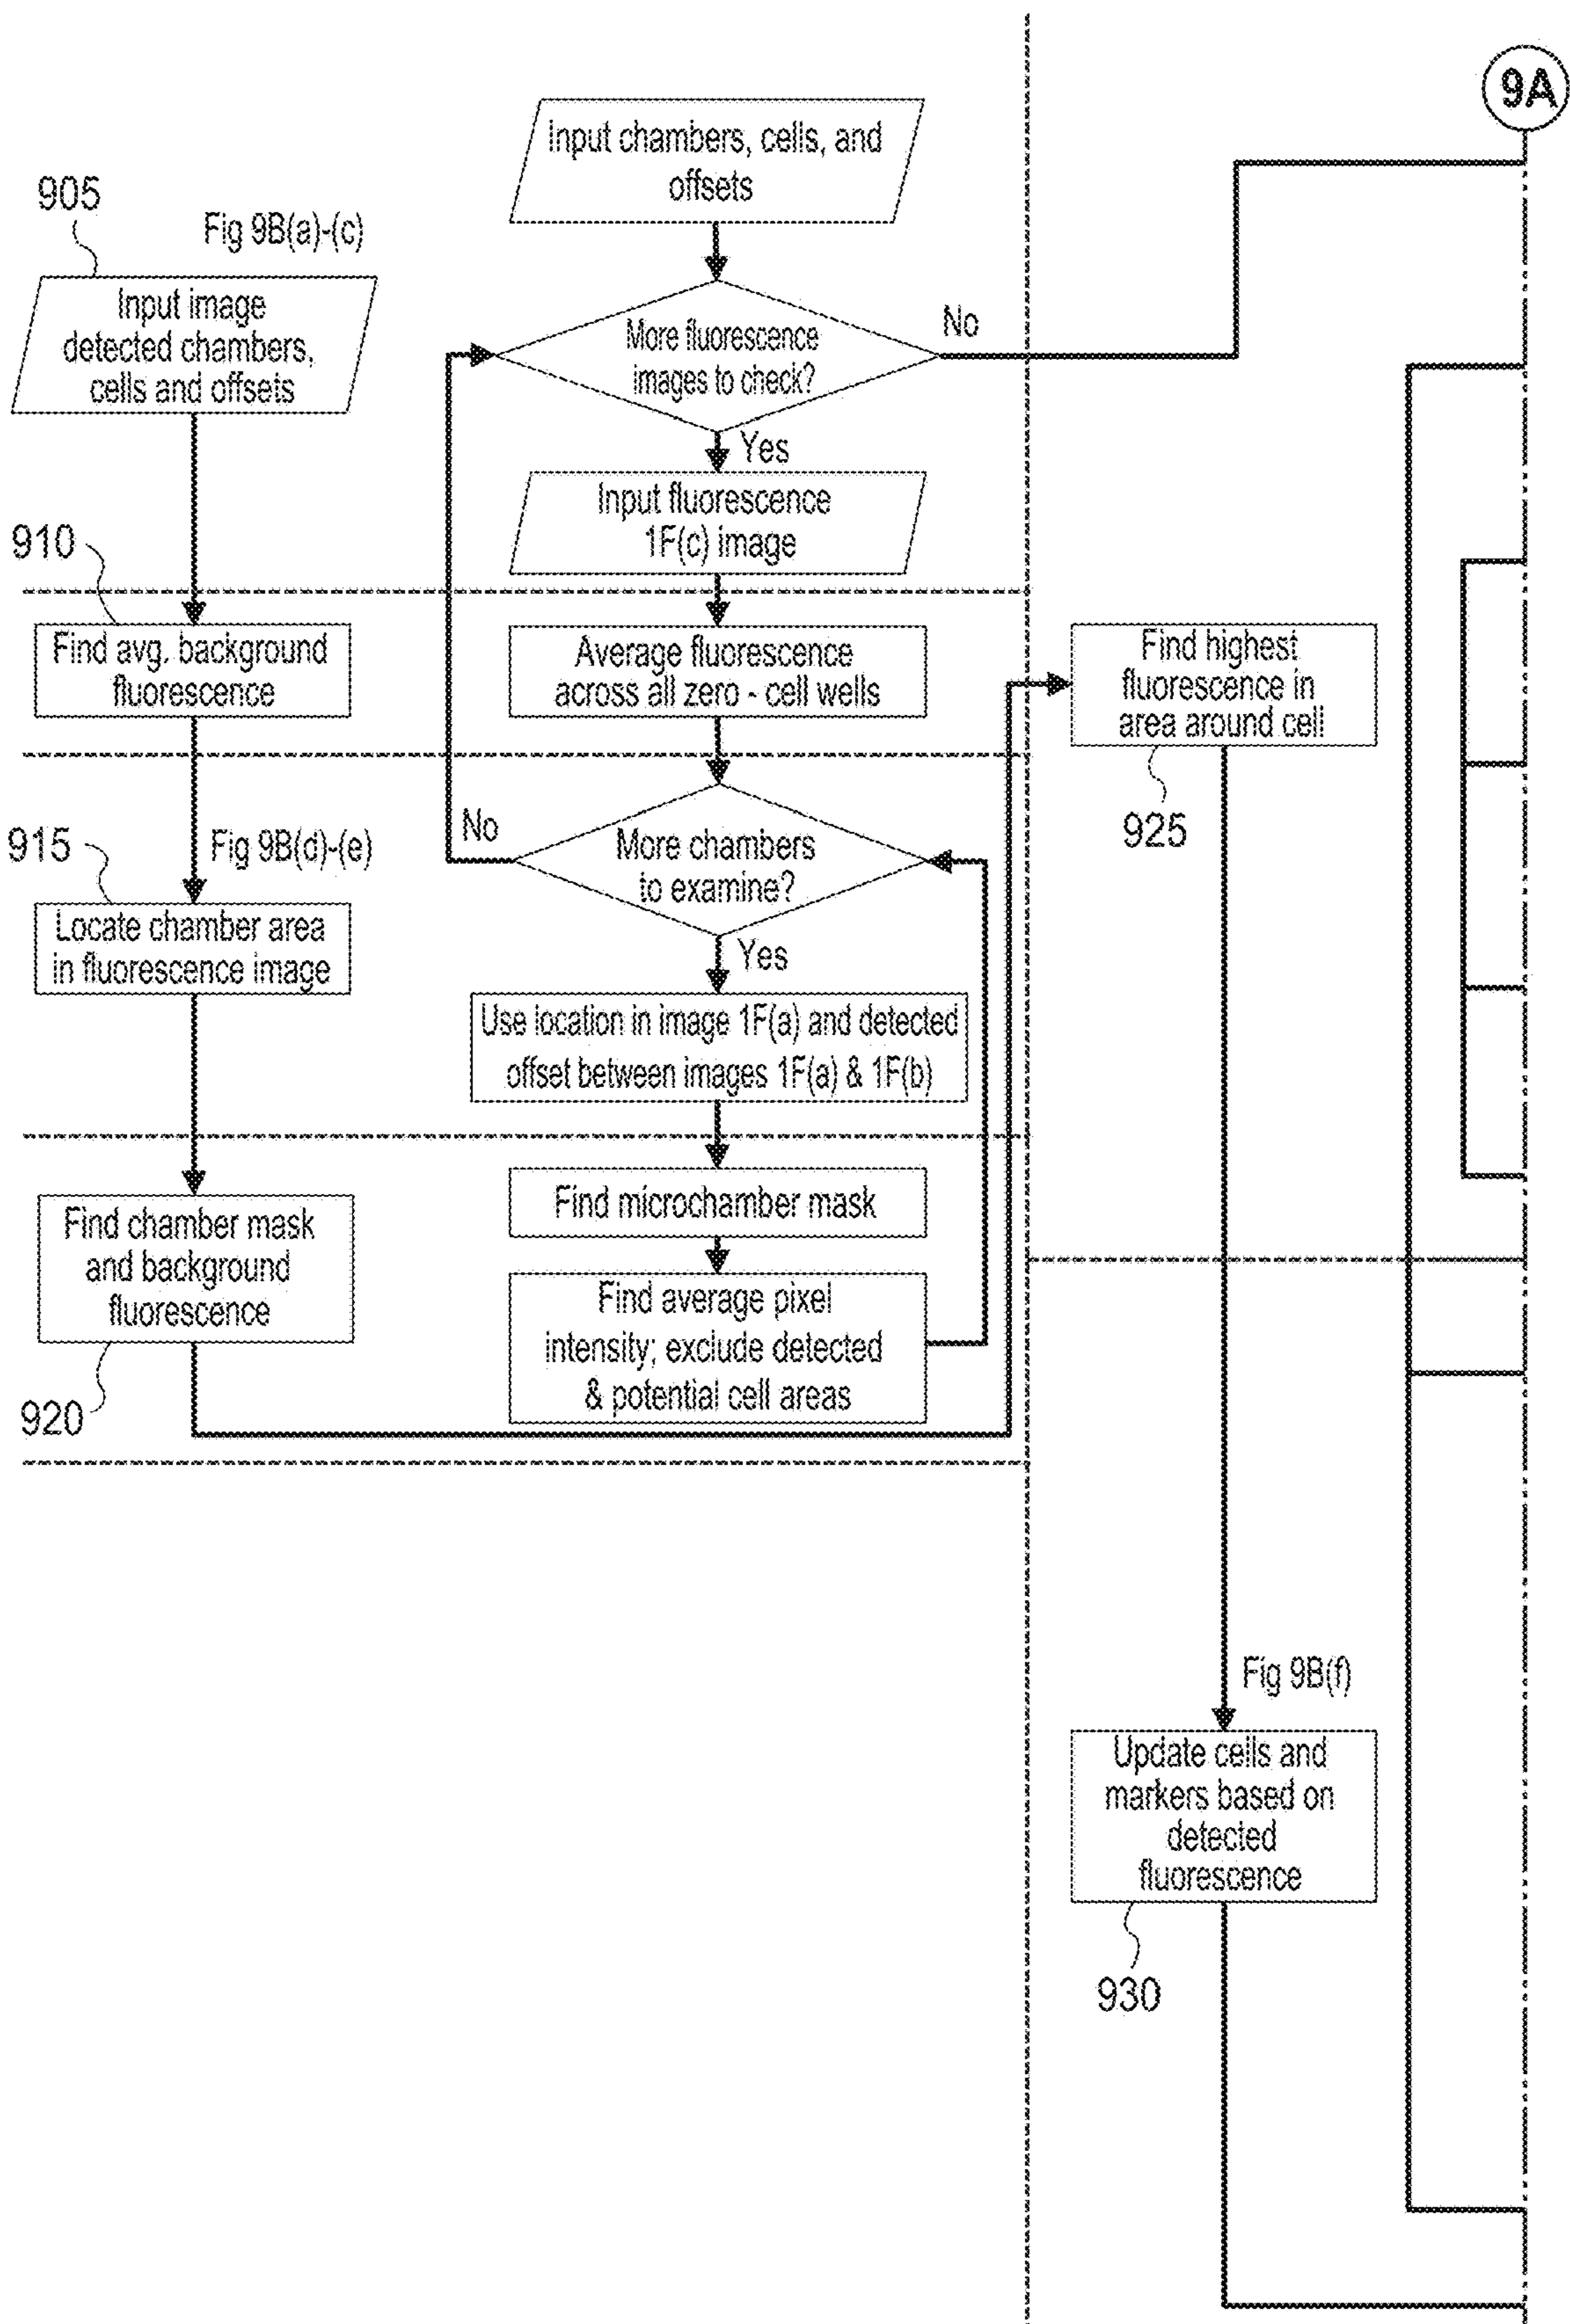 9A
Input chambers, cells, and
offsets
905
Fig 9B(a)-(c)
Input image
detected chambers,
cells and offsets
More fluorescence
images to check?
No
Yes
Input fluorescence
1F(c) image
910
Find avg. background
fluorescence
Average fluorescence
across all zero - cell wells
Find highest
fluorescence in
area around cell
925
915
Fig 9B(d)-(e)
No
More chambers
to examine?
Yes
Locate chamber area
in fluorescence image
Use location in image 1F(a) and detected
offset between images 1F(a) & 1F(b)
Find chamber mask
and background
fluorescence
920
Find microchamber mask
Find average pixel
intensity; exclude detected
& potential cell areas
Fig 9B(f)
Update cells and
markers based on
detected
fluorescence
930